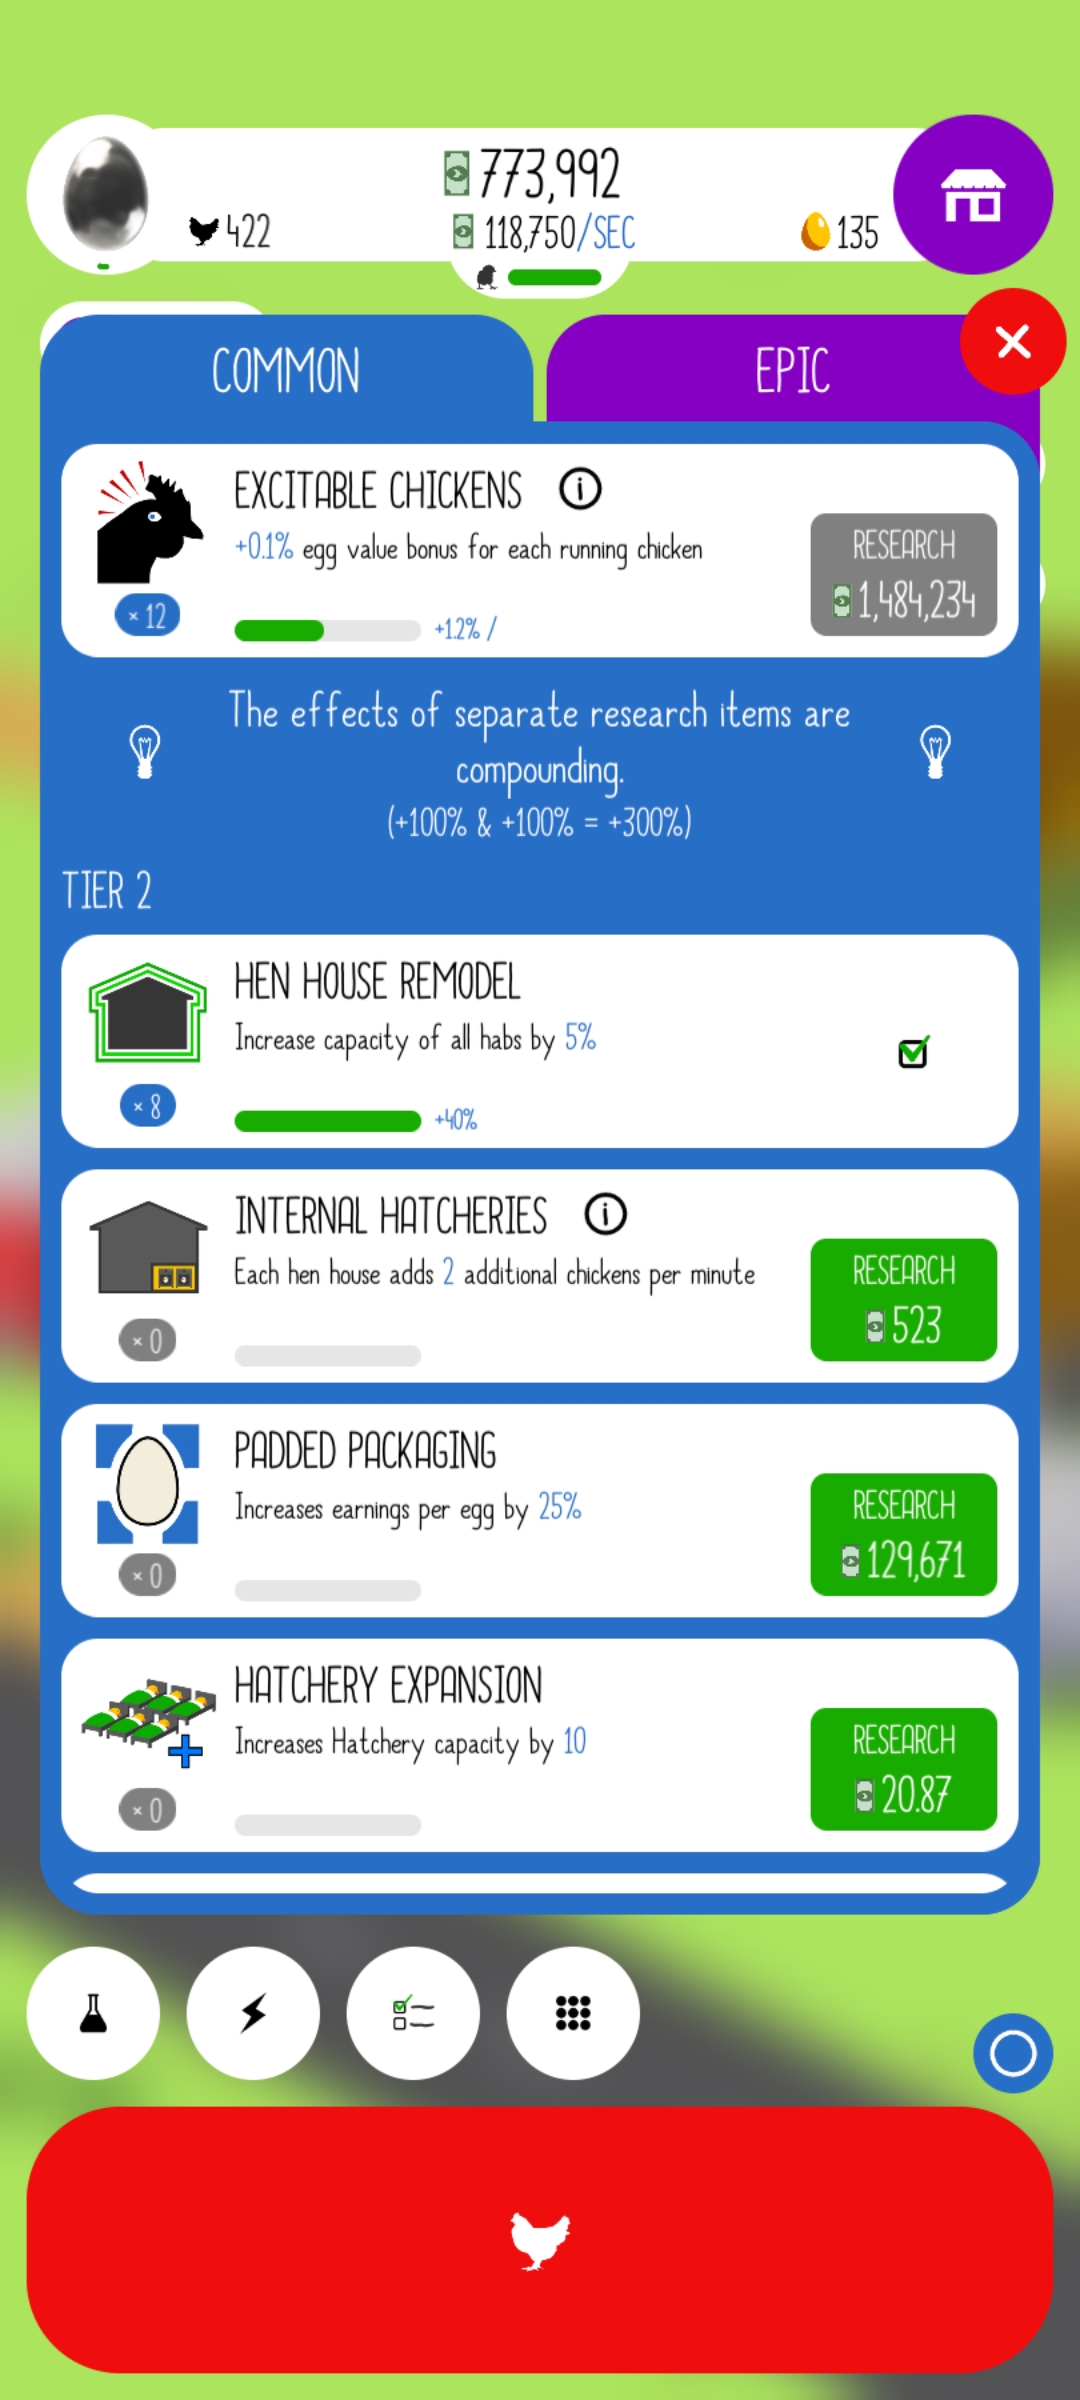 773,992
422
118,750/SEC
135
COMMON
EPIC
EXCITABLE CHICKENS
+0.1% egg value bonus for each running chicken
RESEARCH
1,484,234
× 12
+1.2% /
The effects of separate research items are
compounding.
(+100% & +100% = +300%)
TIER 2
HEN HOUSE REMODEL
Increase capacity of all habs by 5%
× 8
+40%
INTERNAL HATCHERIES
Each hen house adds 2 additional chickens per minute
RESEARCH
523
× 0
PADDED PACKAGING
Increases earnings per egg by 25%
RESEARCH
129,671
× 0
HATCHERY EXPANSION
Increases Hatchery capacity by 10
RESEARCH
20.87
× 0